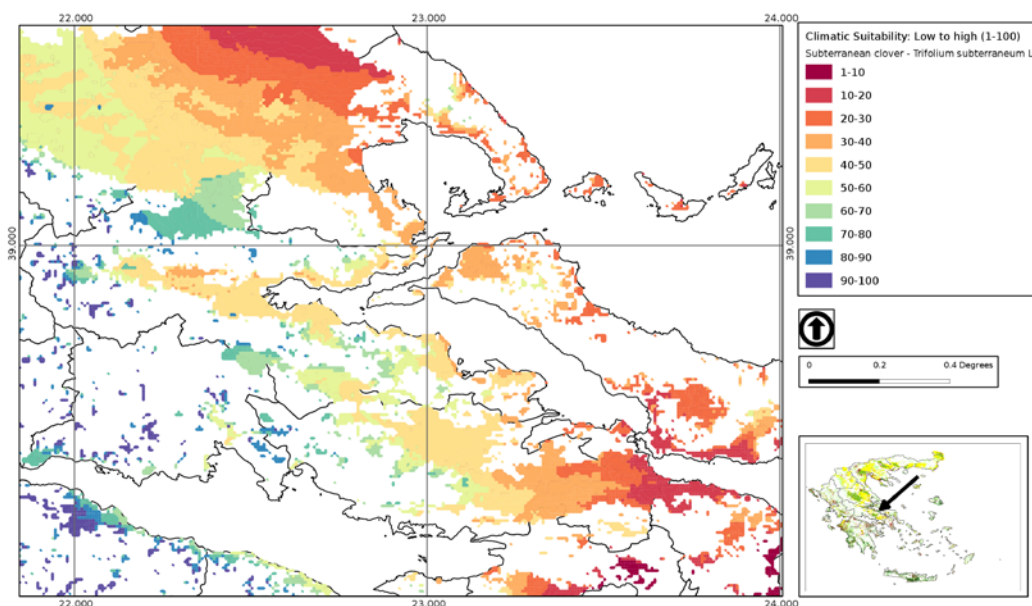 22.000 23.000 24.000
Climatic Suitability: Low to high (1-100)
Subterranean clover - Trifolium subterraneum L
1-10
10-20
20-30
30-40
40-50
50-60
60-70
70-80
80-90
90-100
39.000 39.000
0 0.2 0.4 Degrees
22.000 23.000 24.000